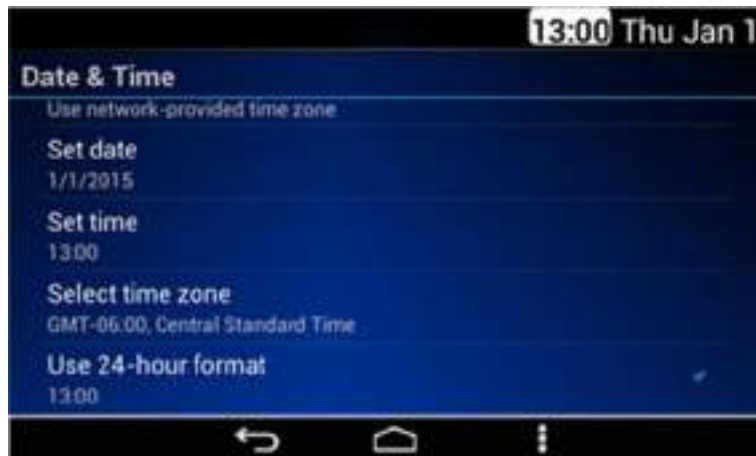 13:00 Thu Jan 1
Date & Time
Use network-provided time zone
Set date
1/1/2015
Set time
13:00
Select time zone
GMT-06:00, Central Standard Time
Use 24-hour format
13:00